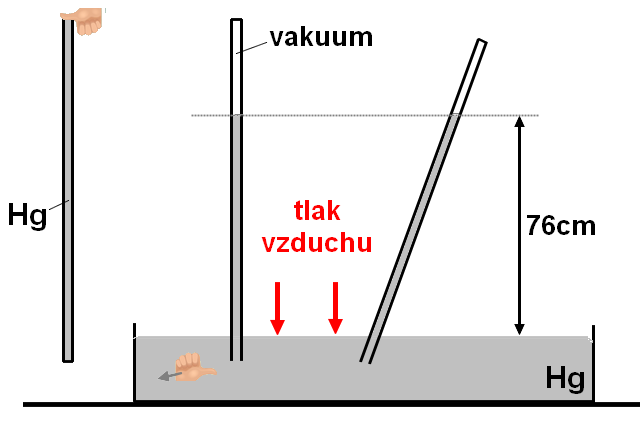 vakuum
Hg
tlak
vzduchu
76cm
Hg